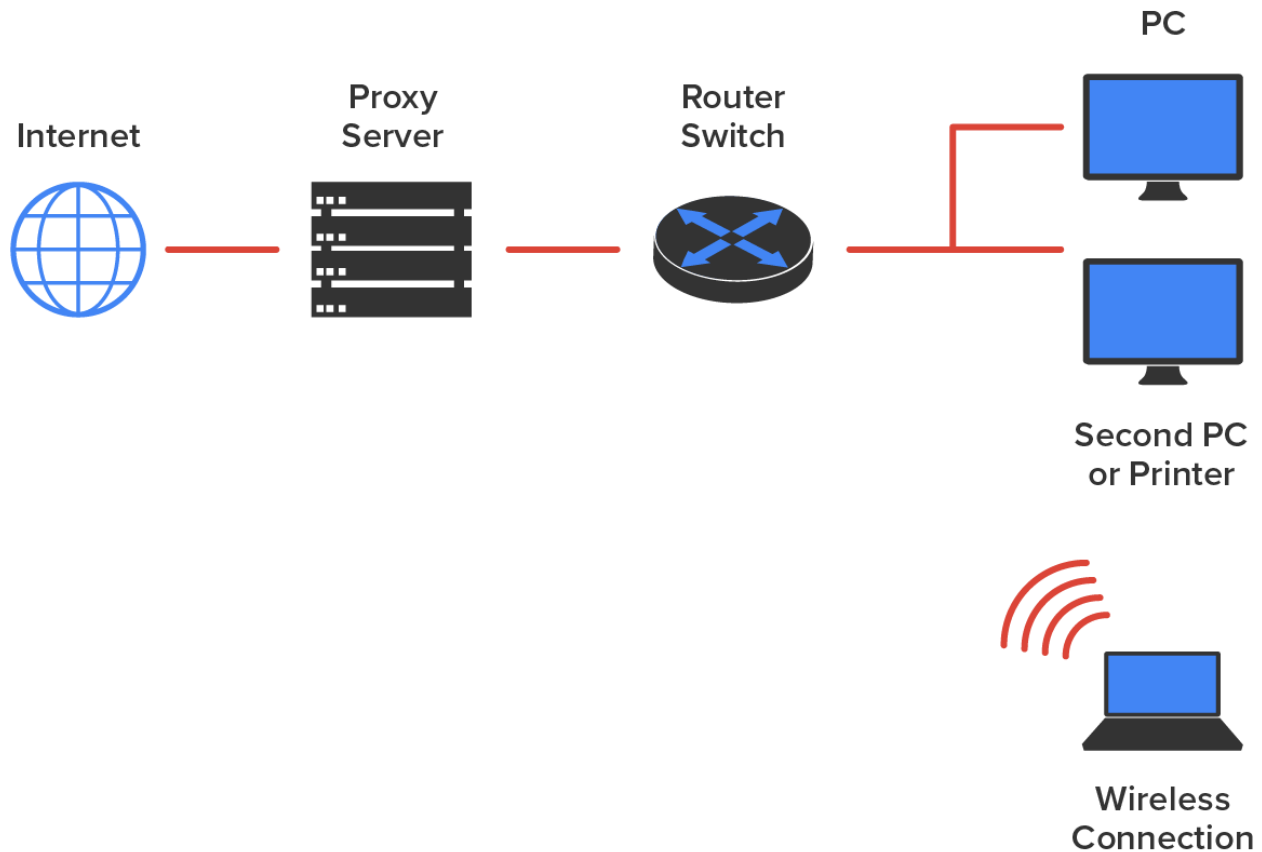 PC
Proxy
Server
Router
Switch
Internet
Second PC
or Printer
Wireless
Connection